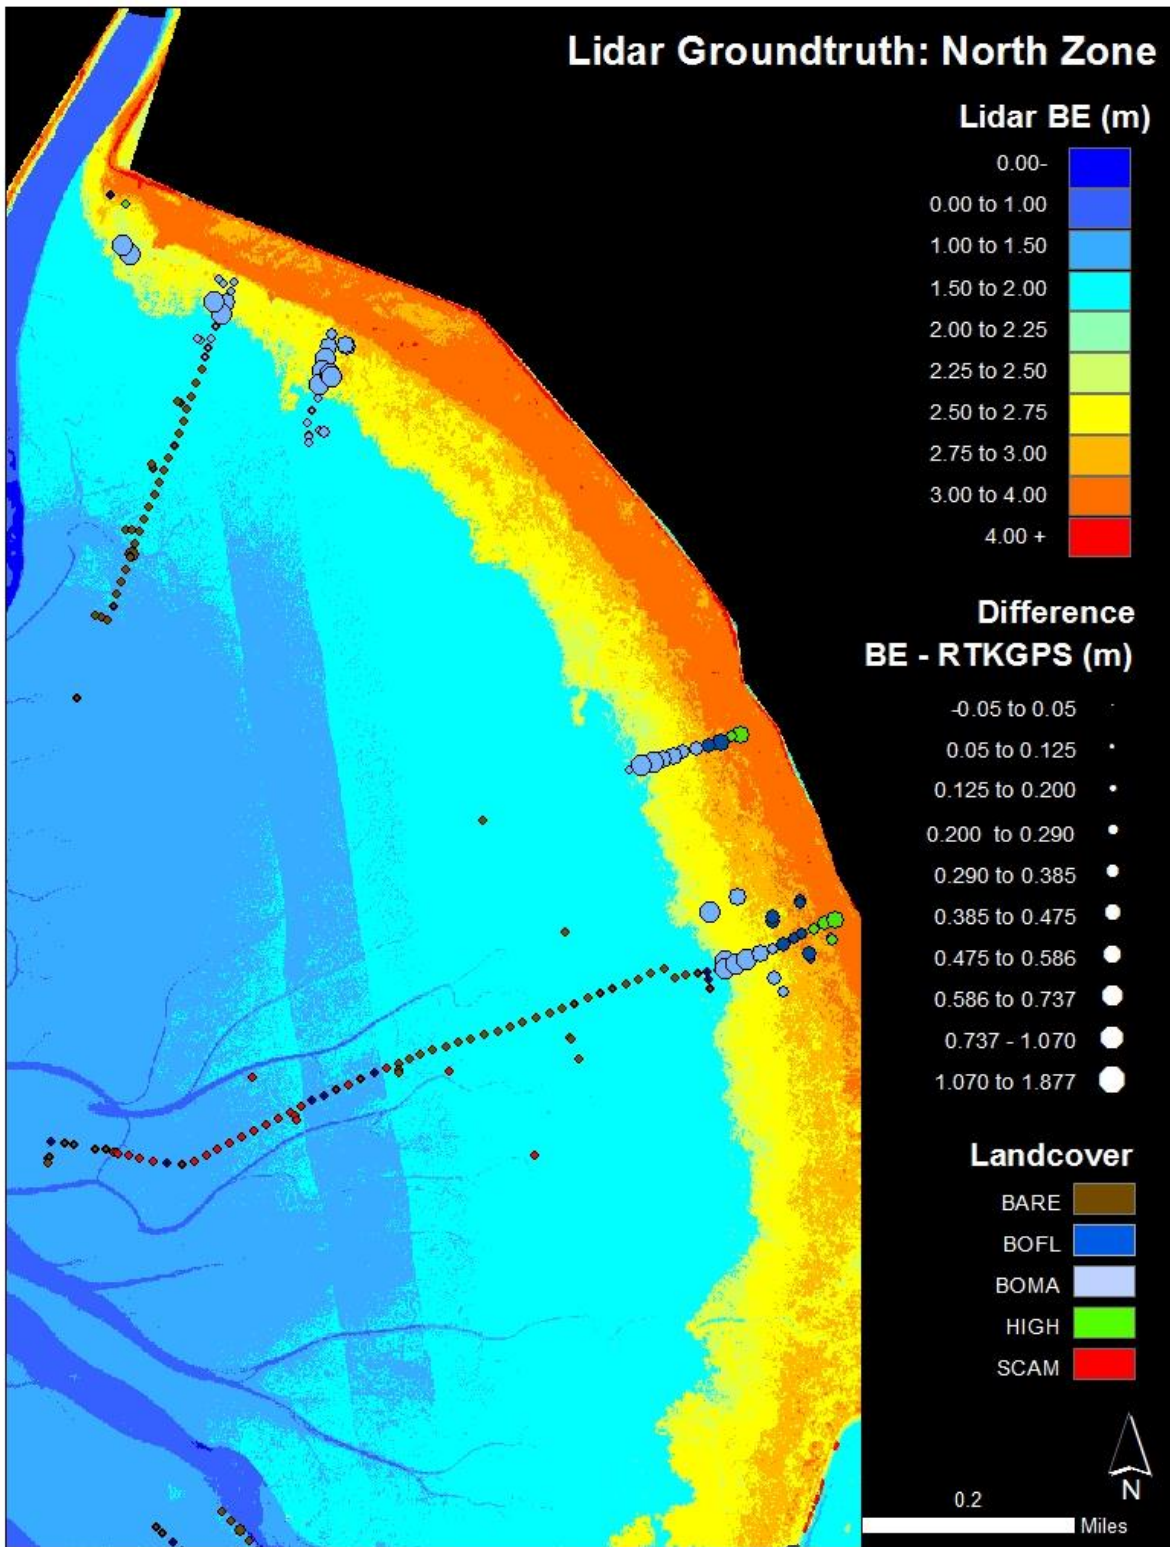 Lidar Groundtruth: North Zone
Lidar BE (m)
0.00-
0.00 to 1.00
1.00 to 1.50
1.50 to 2.00
2.00 to 2.25
2.25 to 2.50
2.50 to 2.75
2.75 to 3.00
3.00 to 4.00
4.00 +
Difference
BE - RTKGPS (m)
-0.05 to 0.05
0.05 to 0.125
0.125 to 0.200
0.200 to 0.290
0.290 to 0.385
0.385 to 0.475
0.475 to 0.586
0.586 to 0.737
0.737 - 1.070
1.070 to 1.877
Landcover
BARE
BOFL
BOMA
HIGH
SCAM
N
0.2
Miles